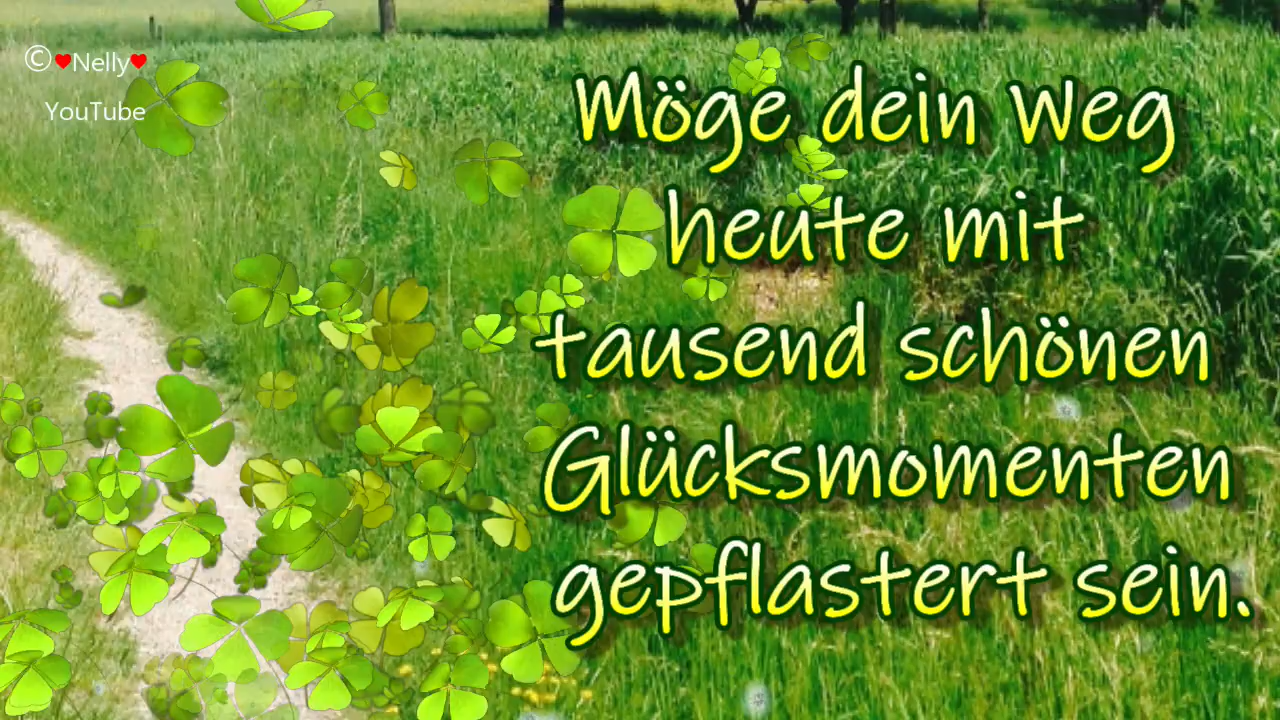 ©❤Nelly❤
YouTube
Möge dein Weg
heute mit
tausend schönen
Glücksmomenten
gepflastert sein.